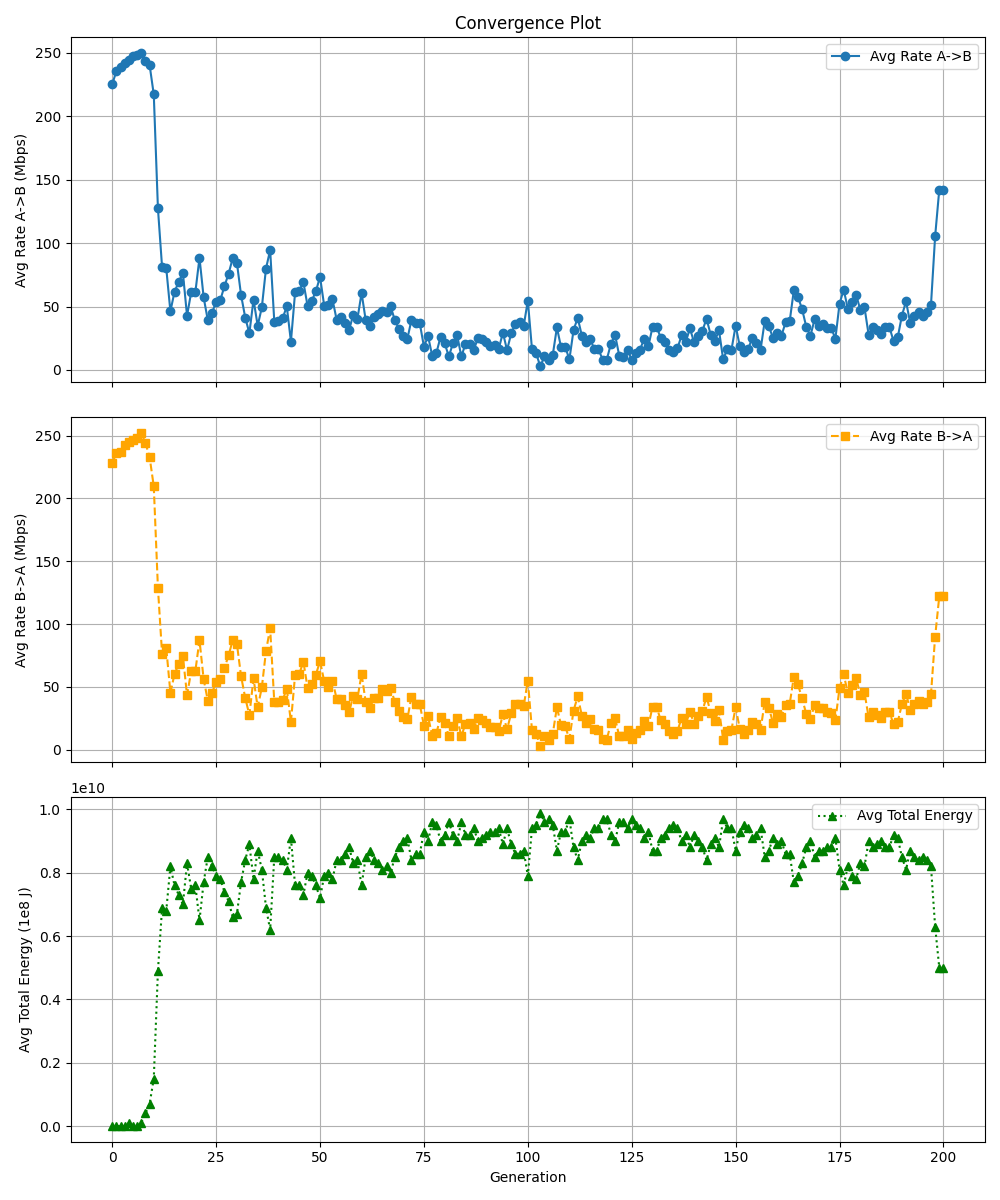 Convergence Plot
250
200
150
100
50
0
Avg Rate A->B (Mbps)
Avg Rate A->B
250
200
150
100
50
0
Avg Rate B->A (Mbps)
Avg Rate B->A
1e10
1.0
0.8
0.6
0.4
0.2
0.0
Avg Total Energy (1e8 J)
Avg Total Energy
0 25 50 75 100 125 150 175 200
Generation